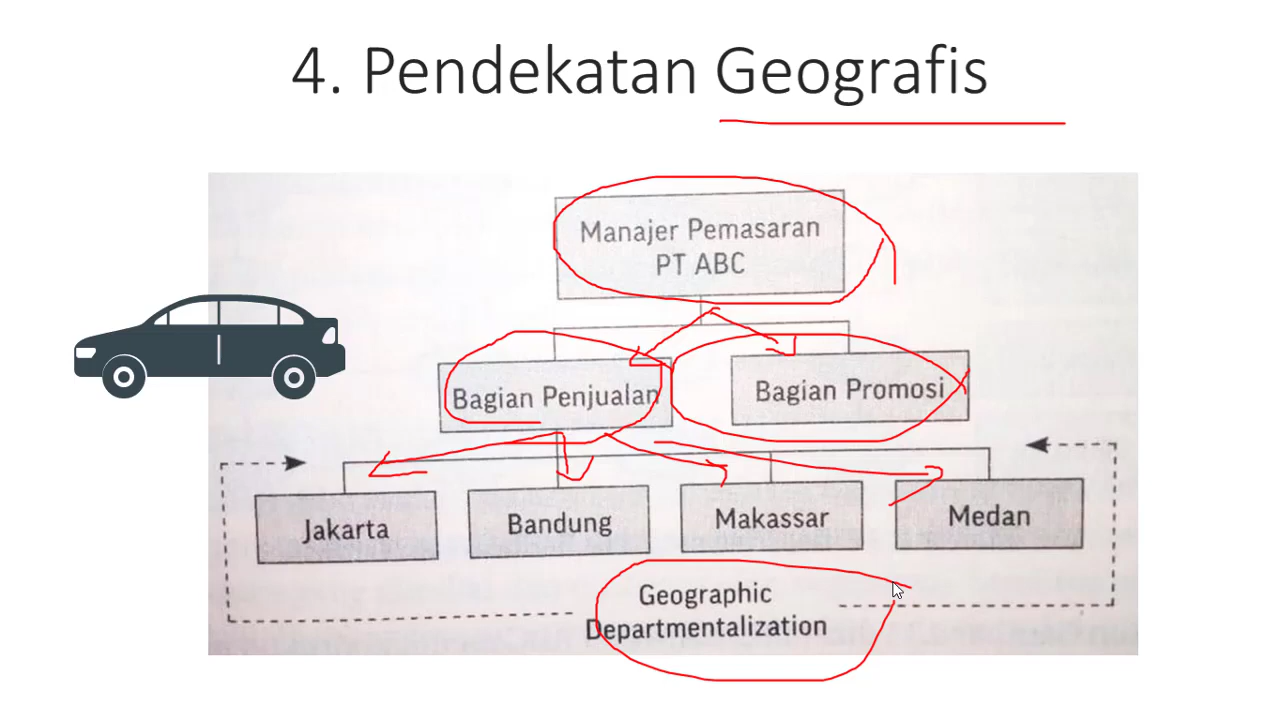 4. Pendekatan Geografis
Manajer Pemasaran
PT ABC
Bagian Penjualan
Bagian Promosi
Jakarta
Bandung
Makassar
Medan
Geographic
Departmentalization